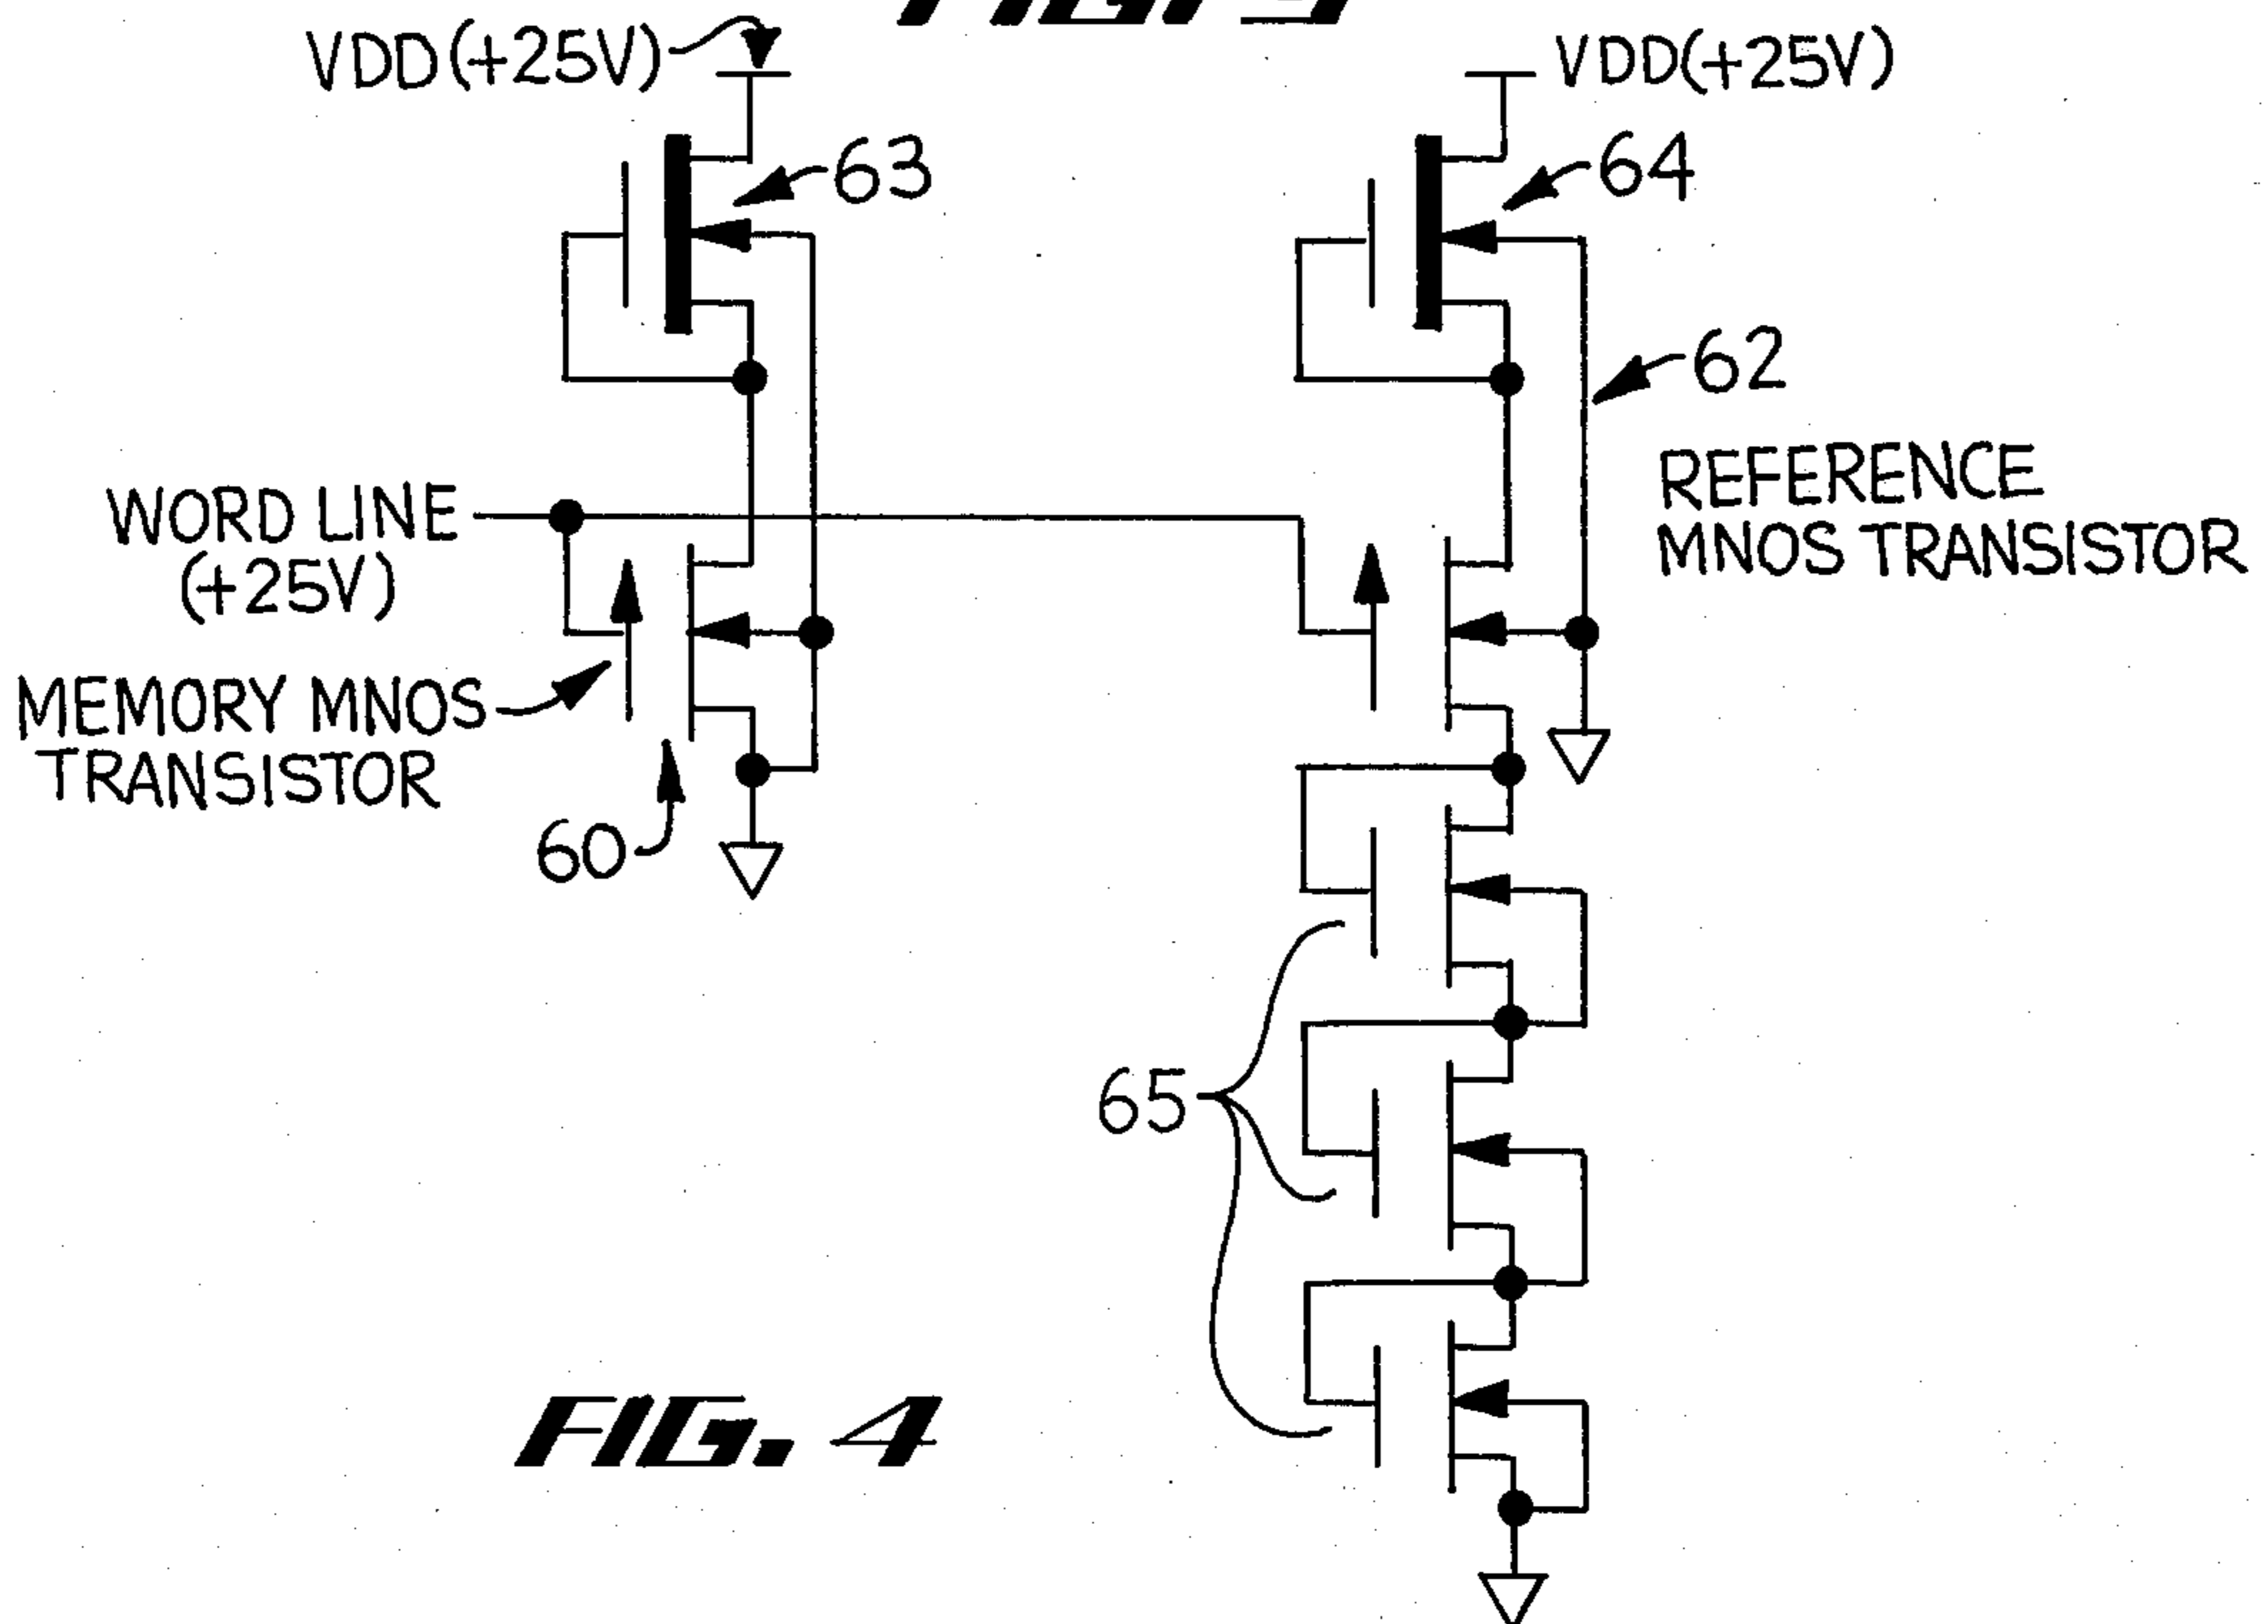 VDD (+25V)
VDD(+25V)
63
64
62
REFERENCE
MNOS TRANSISTOR
WORD LINE
(+25V)
MEMORY MNOS
TRANSISTOR
60
65
FIG. 4